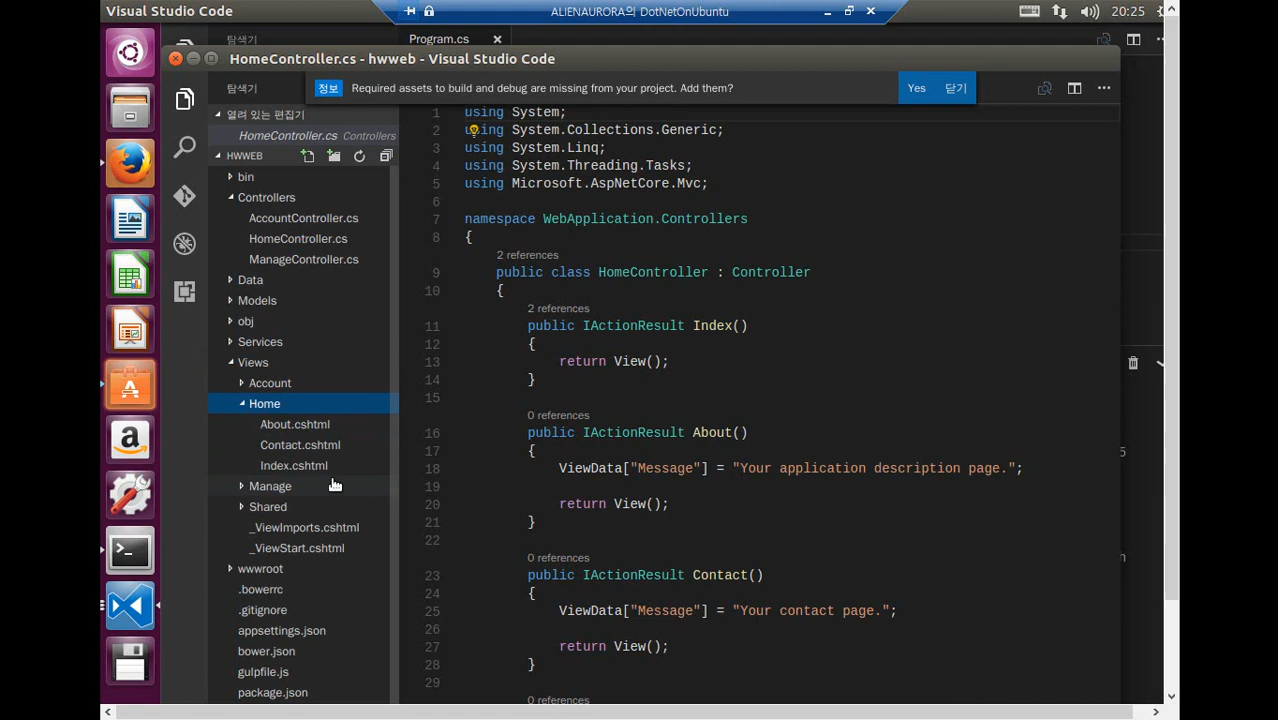 Visual Studio Code
ALIENAURORA의 DotNetOnUbuntu
20:25
탐색기
Program.cs
HomeController.cs - hwweb - Visual Studio Code
탐색기
정보 Required assets to build and debug are missing from your project. Add them?
Yes
닫기
열려 있는 편집기
HomeController.cs Controllers
HWWEB
bin
Controllers
AccountController.cs
HomeController.cs
ManageController.cs
Data
Models
obj
Services
Views
Account
Home
About.cshtml
Contact.cshtml
Index.cshtml
Manage
Shared
_ViewImports.cshtml
_ViewStart.cshtml
wwwroot
.bowerrc
.gitignore
appsettings.json
bower.json
gulpfile.js
package.json
1 using System;
2 using System.Collections.Generic;
3 using System.Linq;
4 using System.Threading.Tasks;
5 using Microsoft.AspNetCore.Mvc;
6
7 namespace WebApplication.Controllers
8 {
2 references
9 public class HomeController : Controller
10 {
2 references
11 public IActionResult Index()
12 {
13 return View();
14 }
15
0 references
16 public IActionResult About()
17 {
18 ViewData["Message"] = "Your application description page.";
19
20 return View();
21 }
22
0 references
23 public IActionResult Contact()
24 {
25 ViewData["Message"] = "Your contact page.";
26
27 return View();
28 }
29
0 references